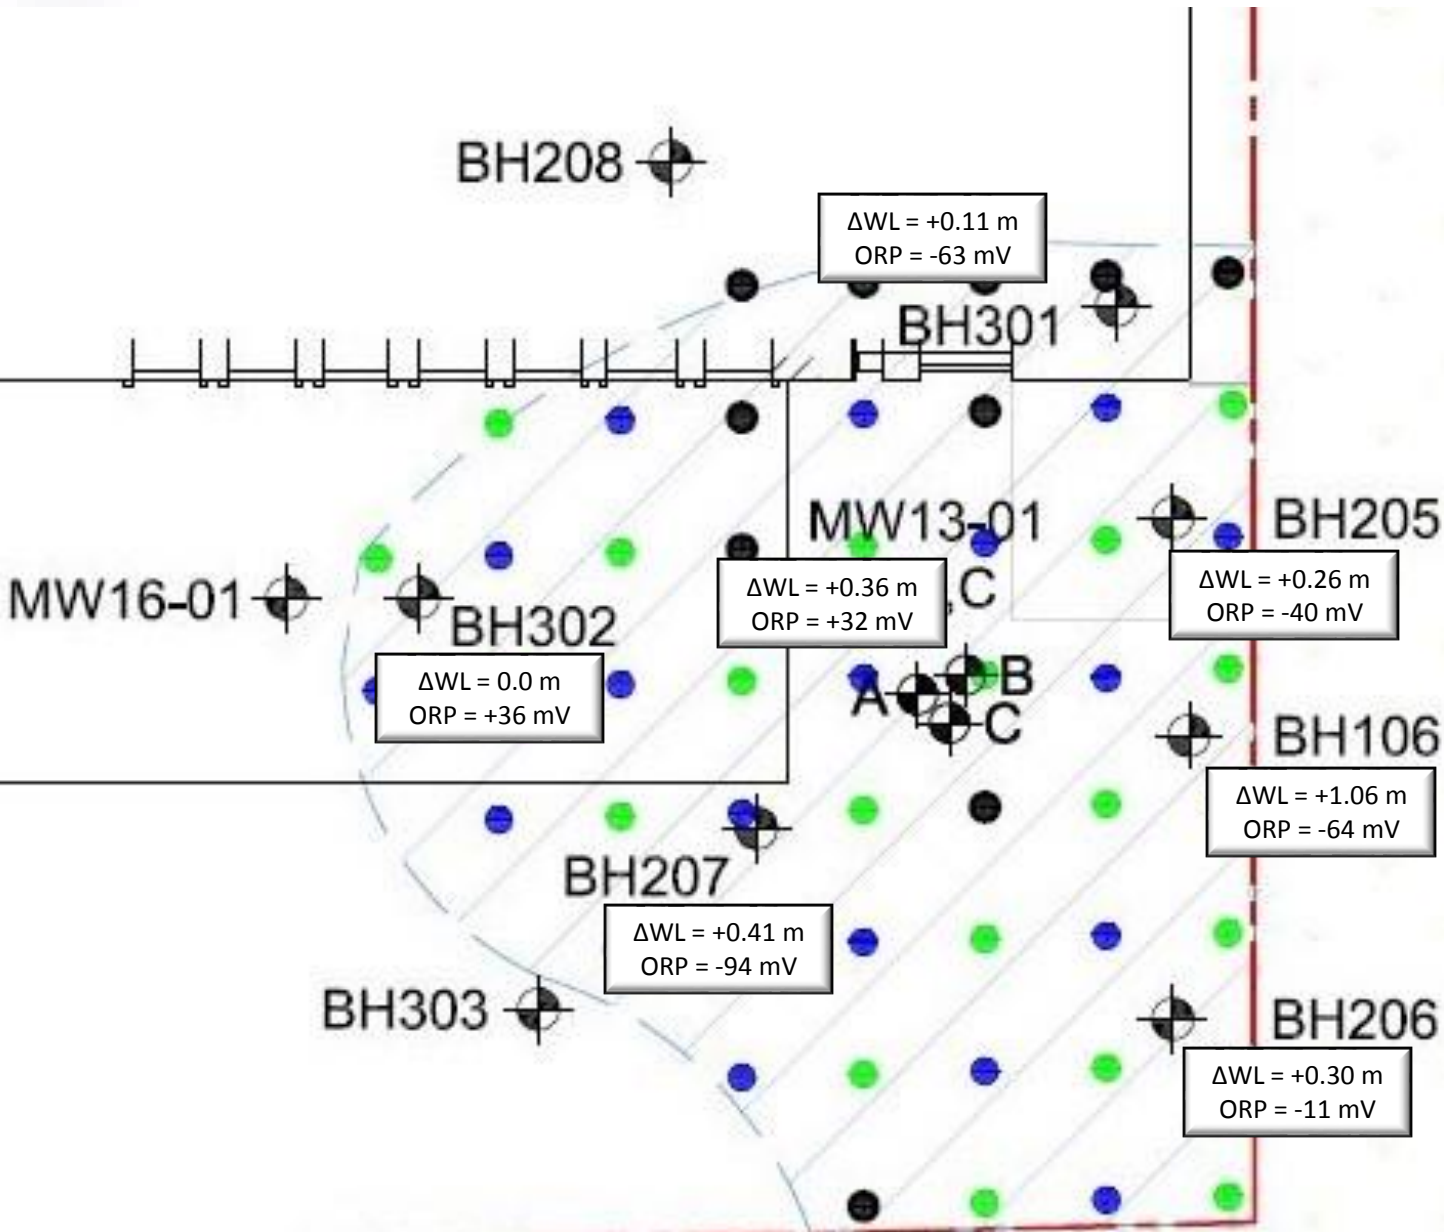 BH208
ΔWL = +0.11 m
ORP = -63 mV
BH301
MW13-01
BH205
ΔWL = +0.36 m
ORP = +32 mV
,C
ΔWL = +0.26 m
ORP = -40 mV
MW16-01
BH302
ΔWL = 0.0 m
ORP = +36 mV
A
B
C
BH106
ΔWL = +1.06 m
ORP = -64 mV
BH207
ΔWL = +0.41 m
ORP = -94 mV
BH303
BH206
ΔWL = +0.30 m
ORP = -11 mV